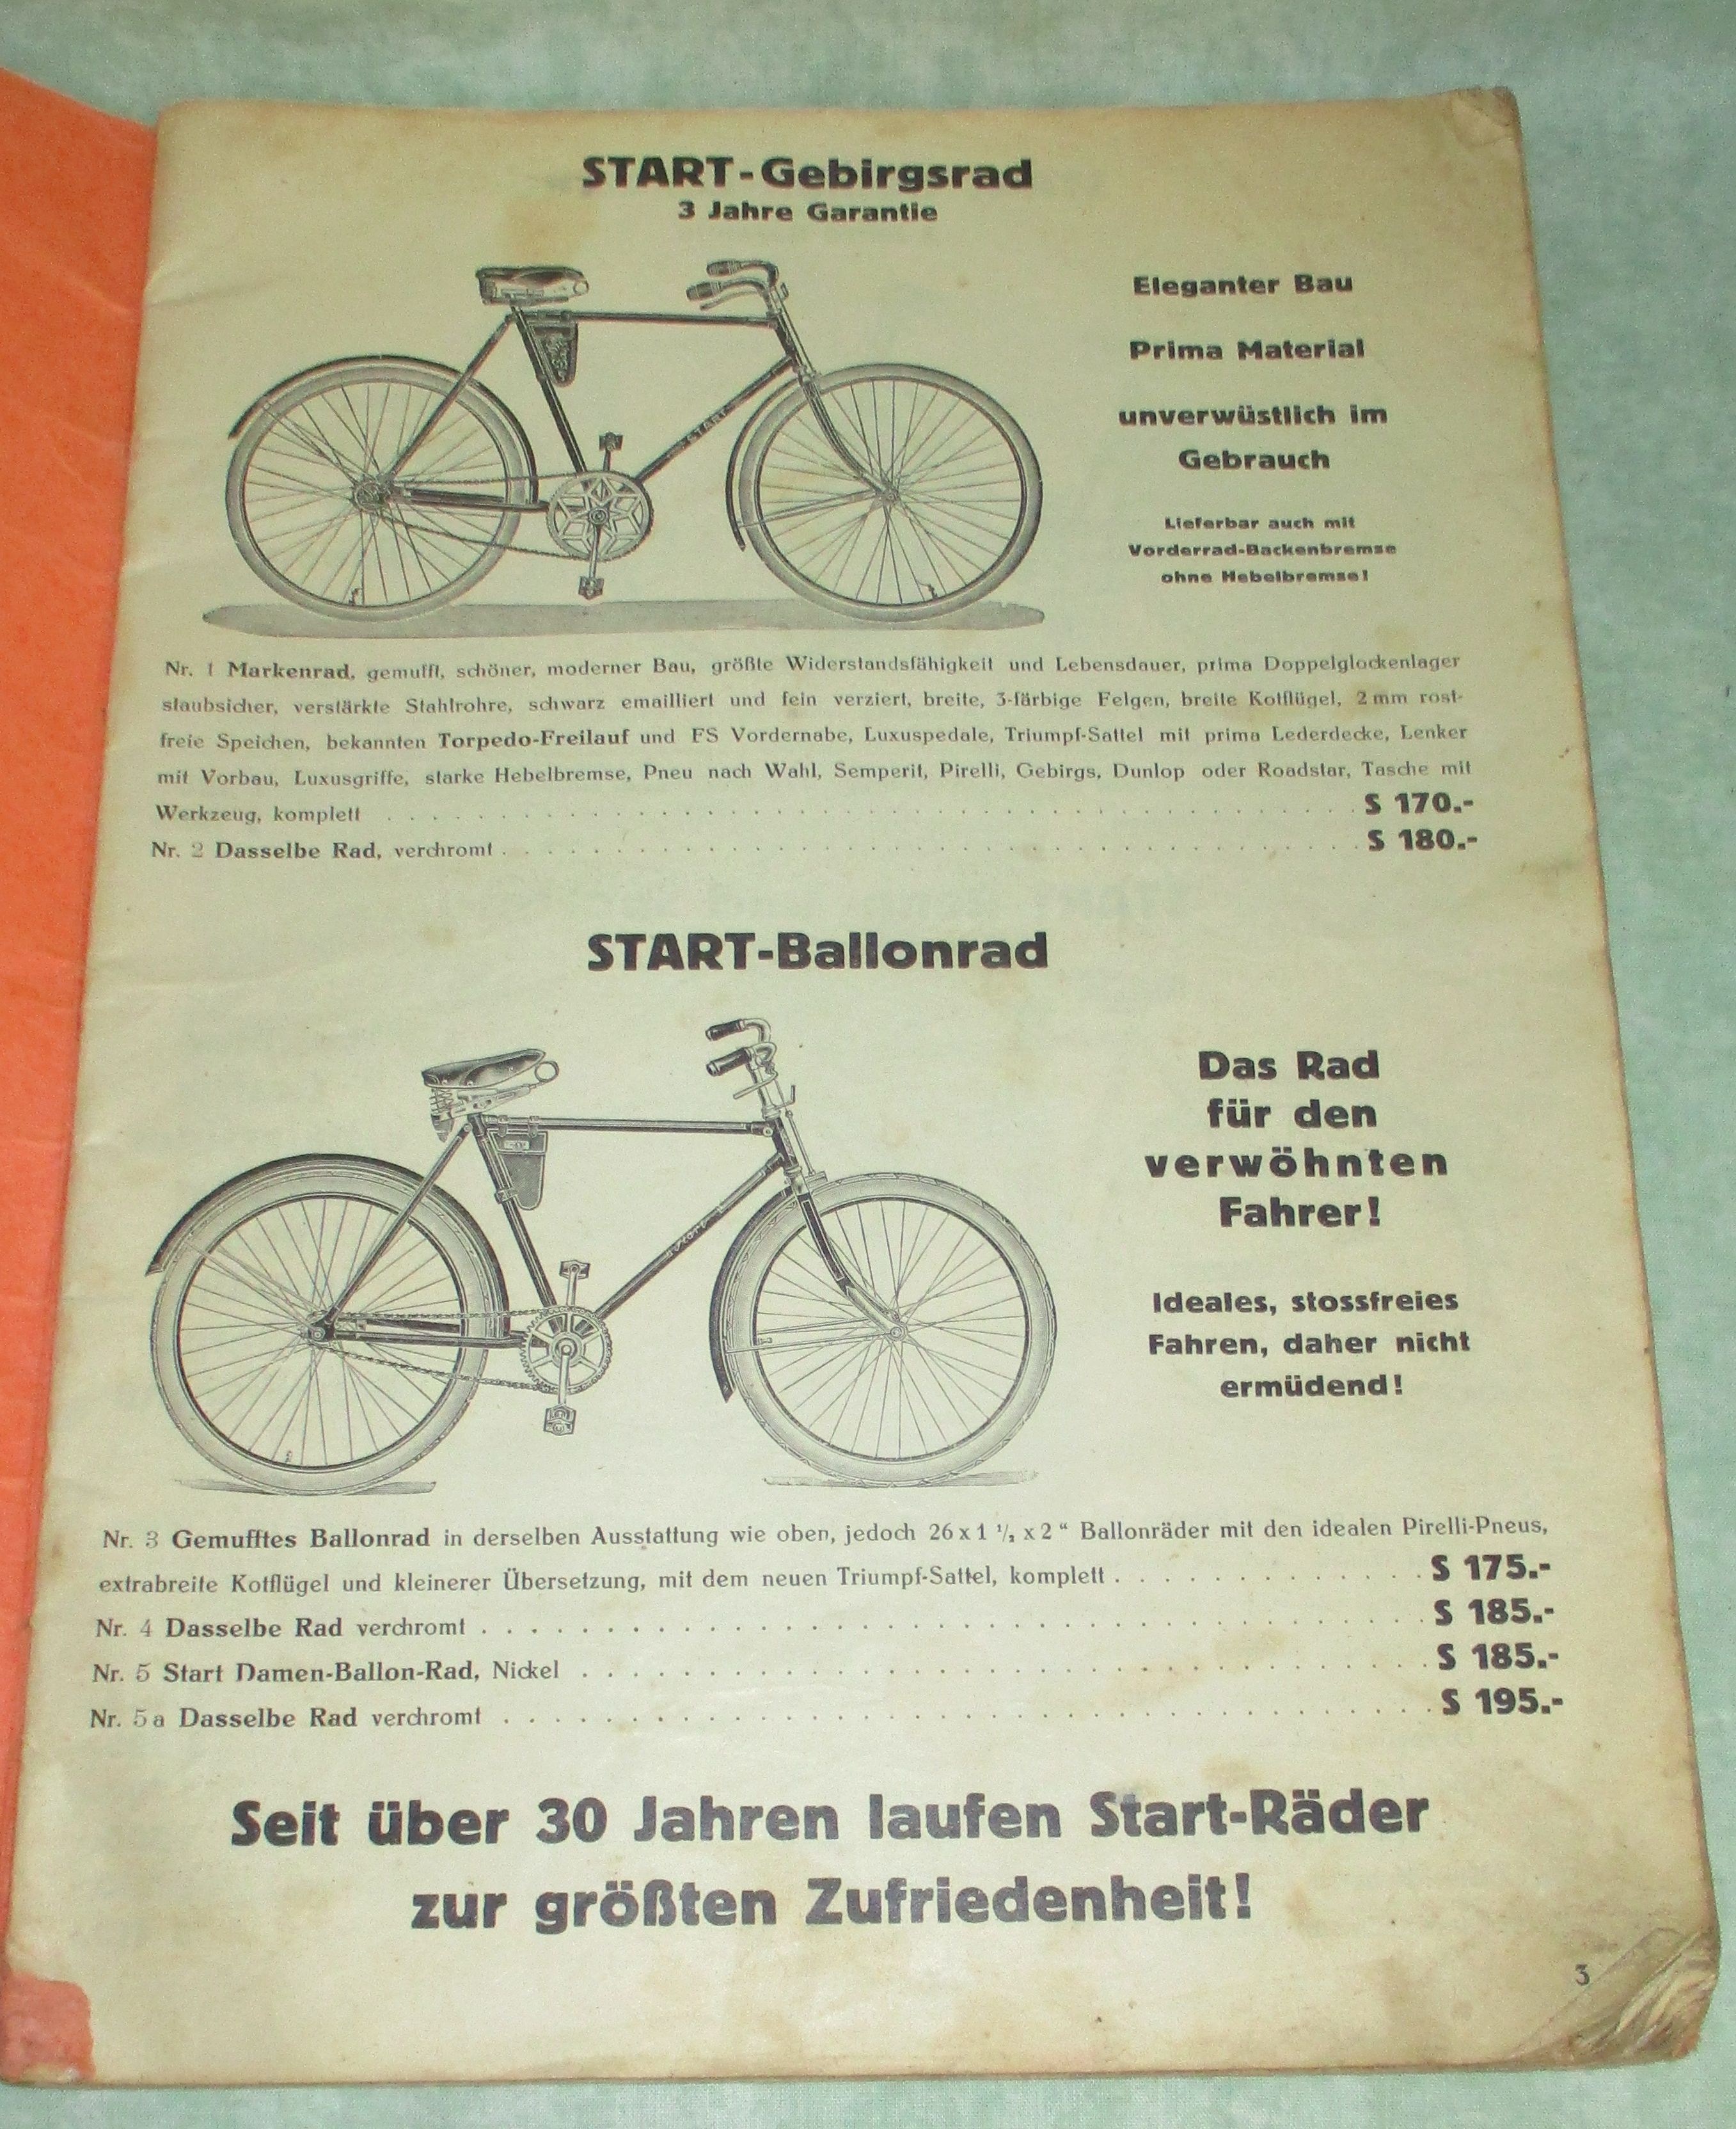 START-Gebirgsrad
3 Jahre Garantie
START
Eleganter Bau
Prima Material
unverwüstlich im
Gebrauch
Lieferbar auch mit
Vorderrad-Backenbremse
ohne Hebelbremse!
Nr. 1 Markenrad, gemufft, schöner, moderner Bau, größte Widerstandsfähigkeit und Lebensdauer, prima Doppelglockenlager
staubsicher, verstärkte Stahlrohre, schwarz emailliert und fein verziert, breite, 3-färbige Felgen, breite Kotflügel, 2 mm rost-
freie Speichen, bekannten Torpedo-Freilauf und FS Vordernabe, Luxuspedale, Triumpf-Sattel mit prima Lederdecke, Lenker
mit Vorbau, Luxusgriffe, starke Hebelbremse, Pneu nach Wahl, Semperit, Pirelli, Gebirgs, Dunlop oder Roadstar, Tasche mit
Werkzeug, komplett . . . . . . . . . . S 170.-
Nr. 2 Dasselbe Rad, verchromt . . . . . . . . . . S 180.-
START-Ballonrad
Start
Das Rad
für den
verwöhnten
Fahrer!
Ideales, stossfreies
Fahren, daher nicht
ermüdend!
Nr. 3 Gemufftes Ballonrad in derselben Ausstattung wie oben, jedoch 26 x 1 1/2 x 2 “ Ballonräder mit den idealen Pirelli-Pneus,
extrabreite Kotflügel und kleinerer Übersetzung, mit dem neuen Triumpf-Sattel, komplett . . . . . . . . . . S 175.-
Nr. 4 Dasselbe Rad verchromt . . . . . . . . . . S 185.-
Nr. 5 Start Damen-Ballon-Rad, Nickel . . . . . . . . . . S 185.-
Nr. 5a Dasselbe Rad verchromt . . . . . . . . . . S 195.-
Seit über 30 Jahren laufen Start-Räder
zur größten Zufriedenheit!
3